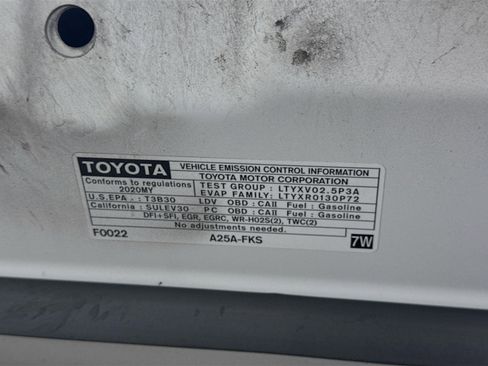 TOYOTA
VEHICLE EMISSION CONTROL INFORMATION
TOYOTA MOTOR CORPORATION
Conforms to regulations
2020MY
TEST GROUP : LTYXV02.5P3A
EVAP FAMILY: LTYXR0130P72
U.S.EPA : T3B30 LDV OBD : CAII Fuel : Gasoline
California : SULEV30 PC OBD : CAII Fuel : Gasoline
No adjustments needed.
DFI+SFI, EGR, EGRC, WR-HO2S(2), TWC(2)
F0022 A25A-FKS 7W